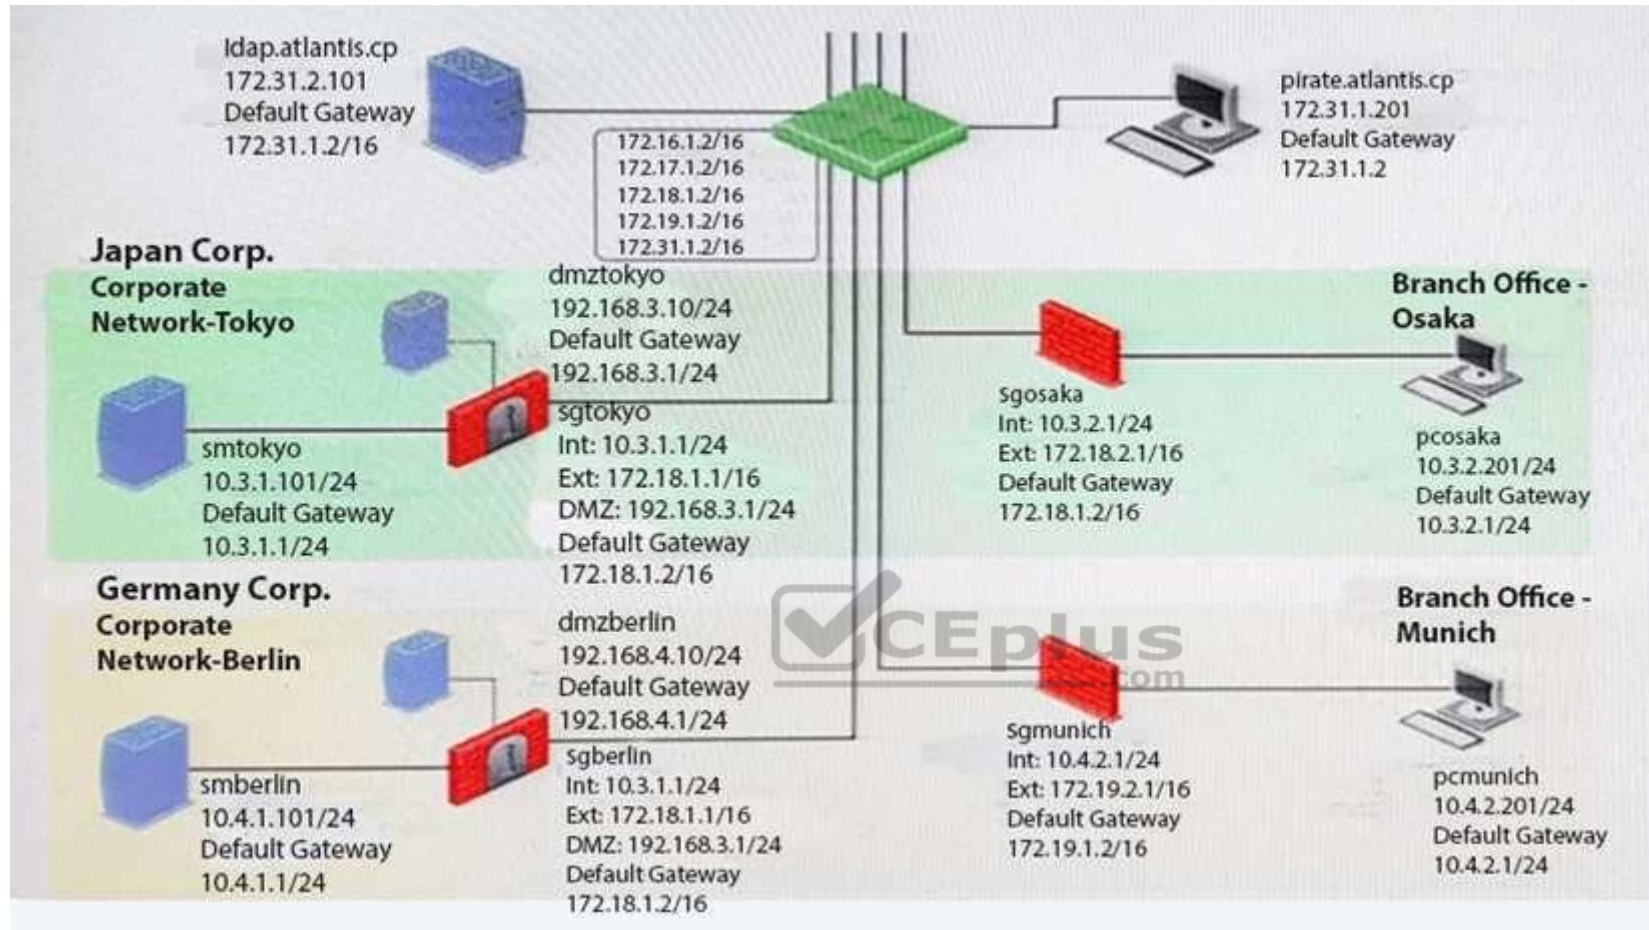 ldap.atlantis.cp
172.31.2.101
Default Gateway
172.31.1.2/16
172.16.1.2/16
172.17.1.2/16
172.18.1.2/16
172.19.1.2/16
172.31.1.2/16
pirate.atlantis.cp
172.31.1.201
Default Gateway
172.31.1.2
Japan Corp.
Corporate
Network-Tokyo
dmztokyo
192.168.3.10/24
Default Gateway
192.168.3.1/24
smtokyo
10.3.1.101/24
Default Gateway
10.3.1.1/24
sgtokyo
Int: 10.3.1.1/24
Ext: 172.18.1.1/16
DMZ: 192.168.3.1/24
Default Gateway
172.18.1.2/16
sgosaka
Int: 10.3.2.1/24
Ext: 172.18.2.1/16
Default Gateway
172.18.1.2/16
Branch Office -
Osaka
pcosaka
10.3.2.201/24
Default Gateway
10.3.2.1/24
Germany Corp.
Corporate
Network-Berlin
dmzberlin
192.168.4.10/24
Default Gateway
192.168.4.1/24
smberlin
10.4.1.101/24
Default Gateway
10.4.1.1/24
sgberlin
Int: 10.3.1.1/24
Ext: 172.18.1.1/16
DMZ: 192.168.3.1/24
Default Gateway
172.18.1.2/16
CEplus
.com
sgmunich
Int: 10.4.2.1/24
Ext: 172.19.2.1/16
Default Gateway
172.19.1.2/16
Branch Office -
Munich
pcmunich
10.4.2.201/24
Default Gateway
10.4.2.1/24